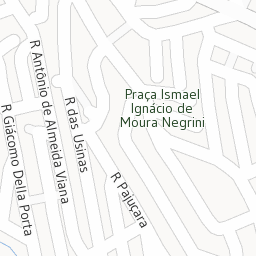 Praça Ismael
Ignácio de
Moura Negrini
R Antônio de Almeida Viana
R das Usinas
R Giácomo Della Porta
R Pajuçara